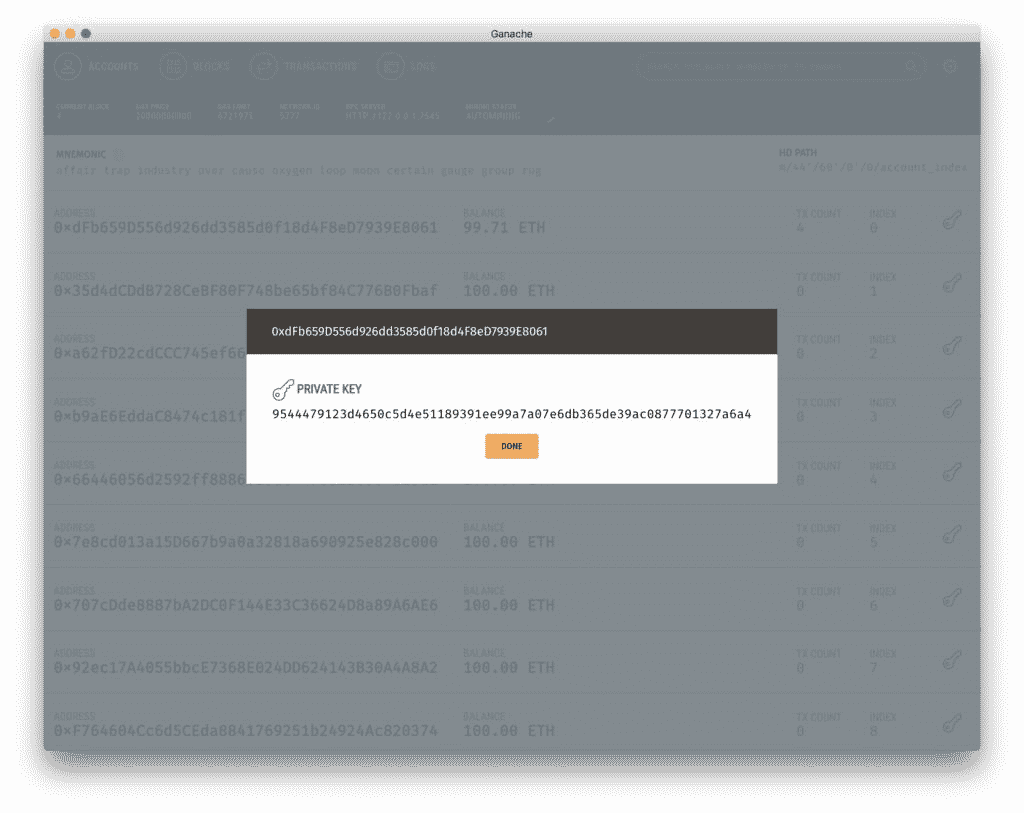 Ganache
ACCOUNTS BLOCKS TRANSACTIONS LOGS
CURRENT BLOCK GAS PRICE GAS LIMIT NETWORK ID RPC SERVER MINING STATUS
4 20000000000 6721975 5777 HTTP://127.0.0.1:7545 AUTOMINING
MNEMONIC HD PATH
affair trap industry over cause oxygen loop moon certain gauge group rug m/44'/60'/0'/0/account_index
ADDRESS BALANCE TX COUNT INDEX
0×dFb659D556d926dd3585d0f18d4F8eD7939E8061 99.71 ETH 4 0
ADDRESS BALANCE TX COUNT INDEX
0×35d4dCDdB728CeBF80F748be65bf84C776B0Fbaf 100.00 ETH 0 1
ADDRESS TX COUNT INDEX
0×a62fD22cdCCC745ef66 0 2
0xdFb659D556d926dd3585d0f18d4F8eD7939E8061
PRIVATE KEY
9544479123d4650c5d4e51189391ee99a7a07e6db365de39ac0877701327a6a4
DONE
ADDRESS TX COUNT INDEX
0×b9aE6EddaC8474c181f 0 3
ADDRESS TX COUNT INDEX
0×66446056d2592ff8886 0 4
ADDRESS BALANCE TX COUNT INDEX
0×7e8cd013a15D667b9a0a32818a690925e828c000 100.00 ETH 0 5
ADDRESS BALANCE TX COUNT INDEX
0×707cDde8887bA2DC0F144E33C36624D8a89A6AE6 100.00 ETH 0 6
ADDRESS BALANCE TX COUNT INDEX
0×92ec17A4055bbcE7368E024DD624143B30A4A8A2 100.00 ETH 0 7
ADDRESS BALANCE TX COUNT INDEX
0×F764604Cc6d5CEda8841769251b24924Ac820374 100.00 ETH 0 8